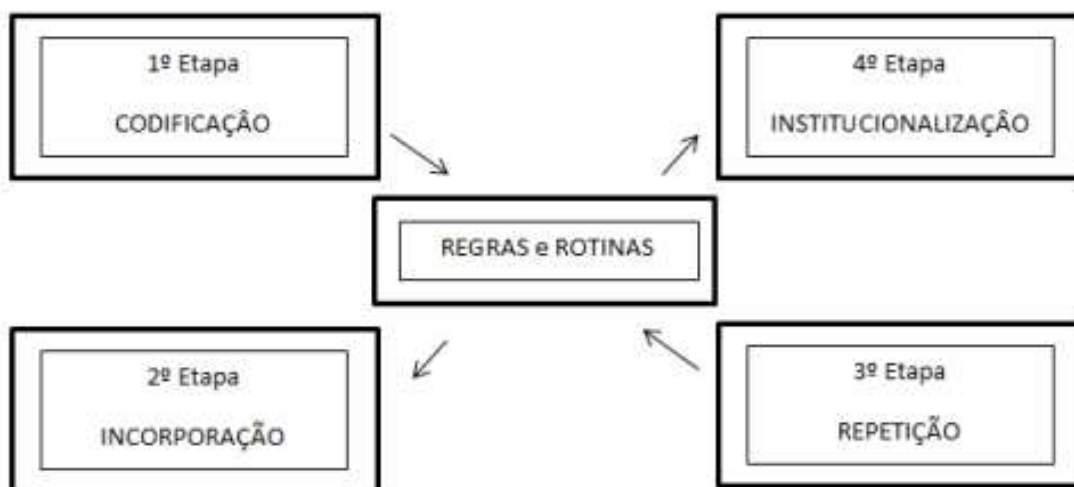 1º Etapa
CODIFICAÇÃO
4º Etapa
INSTITUCIONALIZAÇÃO
REGRAS e ROTINAS
2º Etapa
INCORPORAÇÃO
3º Etapa
REPETIÇÃO